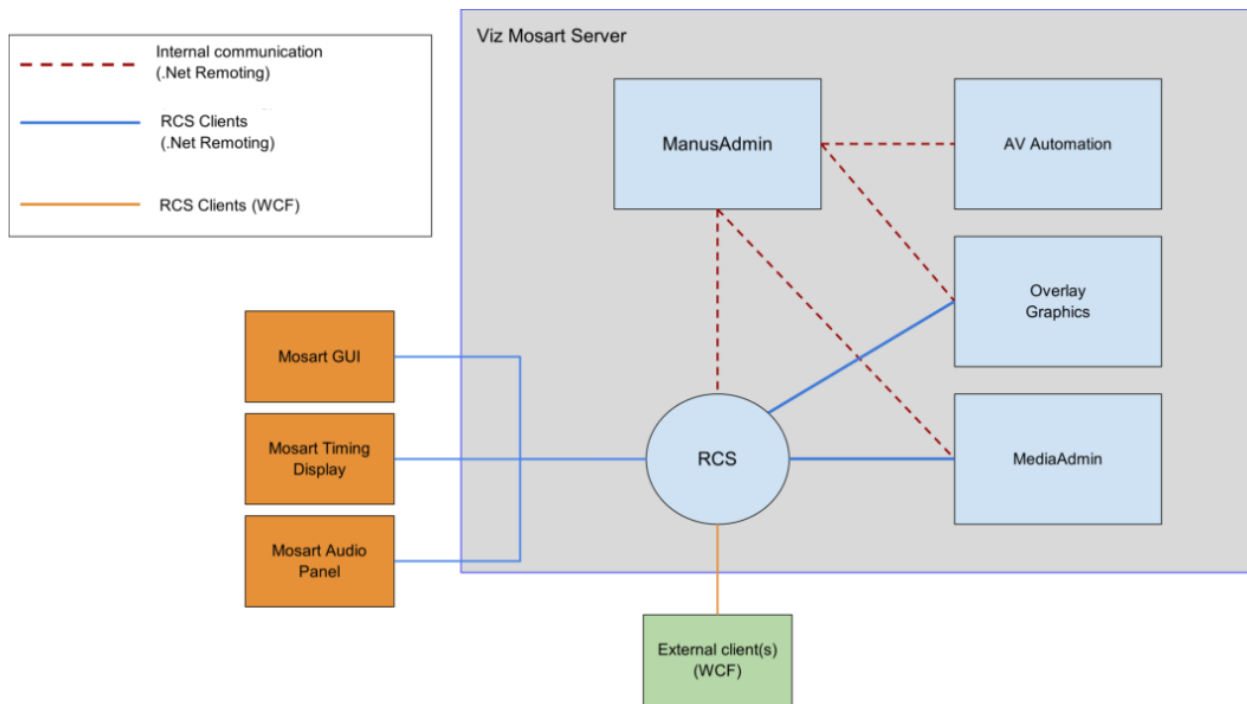 Viz Mosart Server
Internal communication
(.Net Remoting)
RCS Clients
(.Net Remoting)
RCS Clients (WCF)
ManusAdmin
AV Automation
Overlay
Graphics
Mosart GUI
Mosart Timing
Display
RCS
MediaAdmin
Mosart Audio
Panel
External client(s)
(WCF)